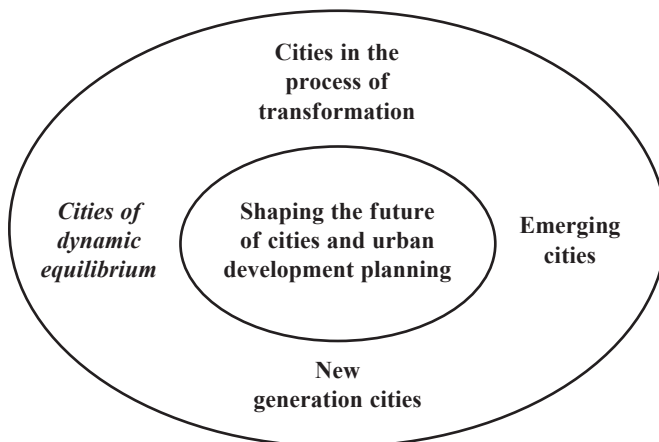 Cities in the
process of
transformation
Cities of
dynamic
equilibrium
Shaping the future
of cities and urban
development planning
Emerging
cities
New
generation cities